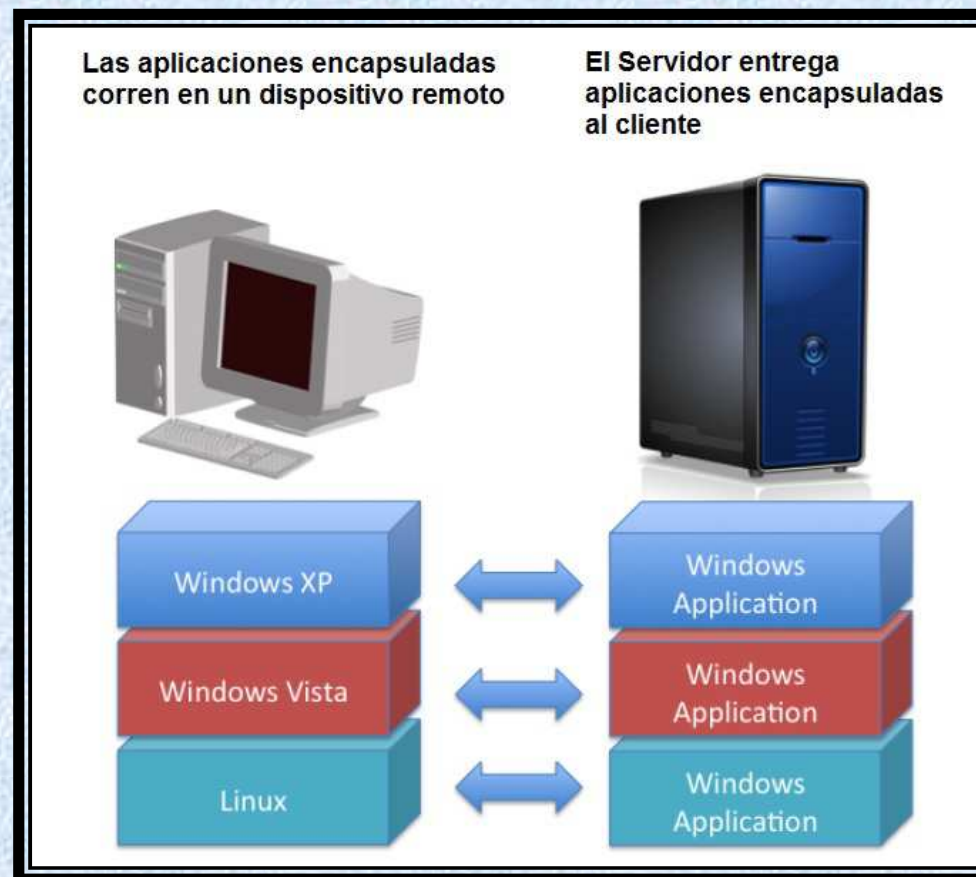 Las aplicaciones encapsuladas
corren en un dispositivo remoto
El Servidor entrega
aplicaciones encapsuladas
al cliente
Windows XP
Windows
Application
Windows Vista
Windows
Application
Linux
Windows
Application